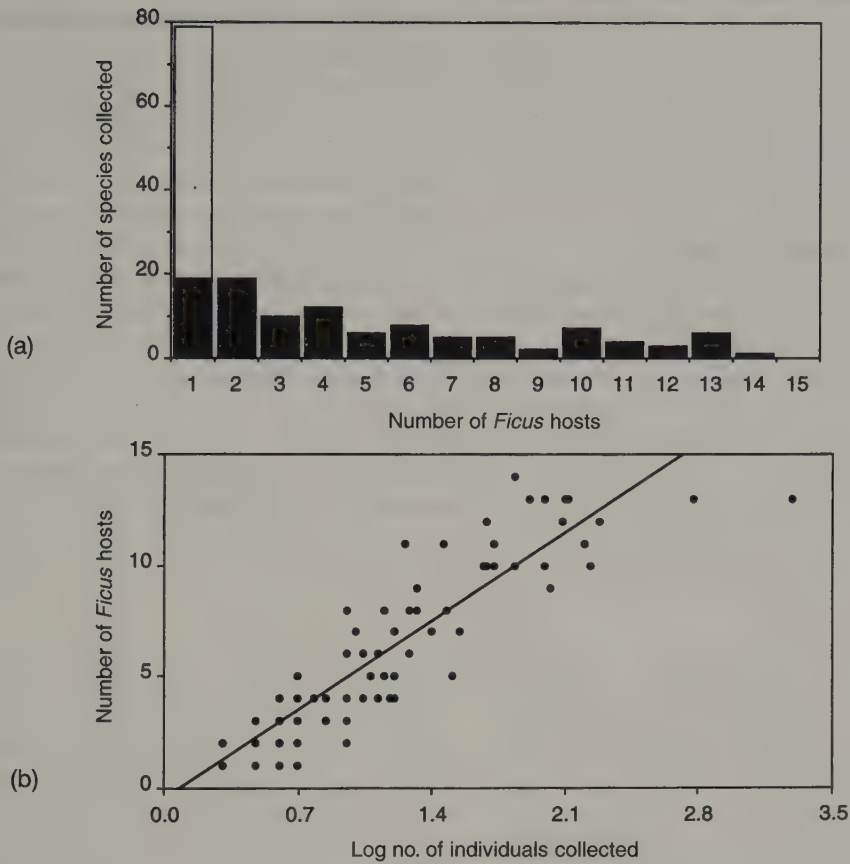 80
60
40
20
0
Number of species collected
(a)
1 2 3 4 5 6 7 8 9 10 11 12 13 14 15
Number of Ficus hosts
15
10
5
0
Number of Ficus hosts
(b)
0.0 0.7 1.4 2.1 2.8 3.5
Log no. of individuals collected